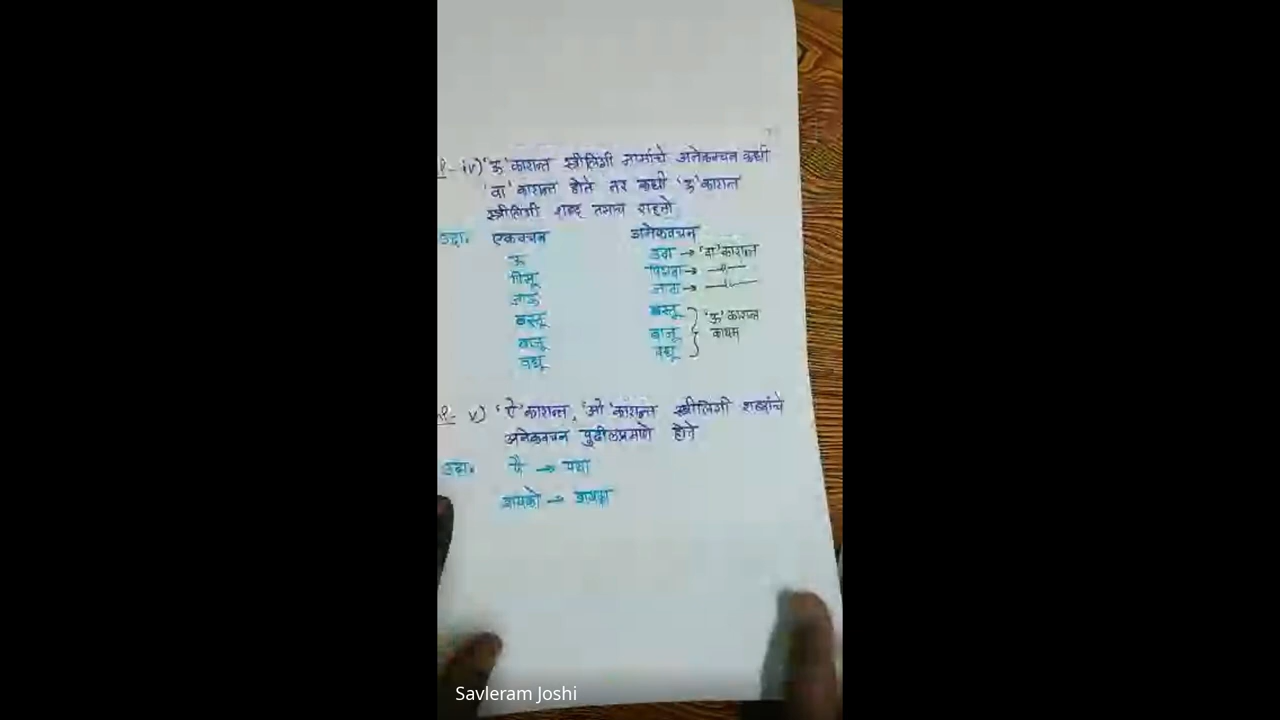 iv) 'ऊ' कारान्त स्त्रीलिंगी नामांचे अनेकवचन कधी
'वा' कारान्त होते तर कधी 'ऊ' कारान्त
स्त्रीलिंगी शब्द तसाच राहतो
उदा. एकवचन अनेकवचन
ऊ उवा → 'वा' कारान्त
पिसू पिसवा → —〃—
जाऊ जावा → —〃—
वस्तू वस्तू 'ऊ' कारान्त
बाजू बाजू कायम
वधू वधू
v) 'ऐ' कारान्त, 'ओ' कारान्त स्त्रीलिंगी शब्दांचे
अनेकवचन पुढीलप्रमाणे होते
उदा. पै → पया
बायको → बायका
Savleram Joshi